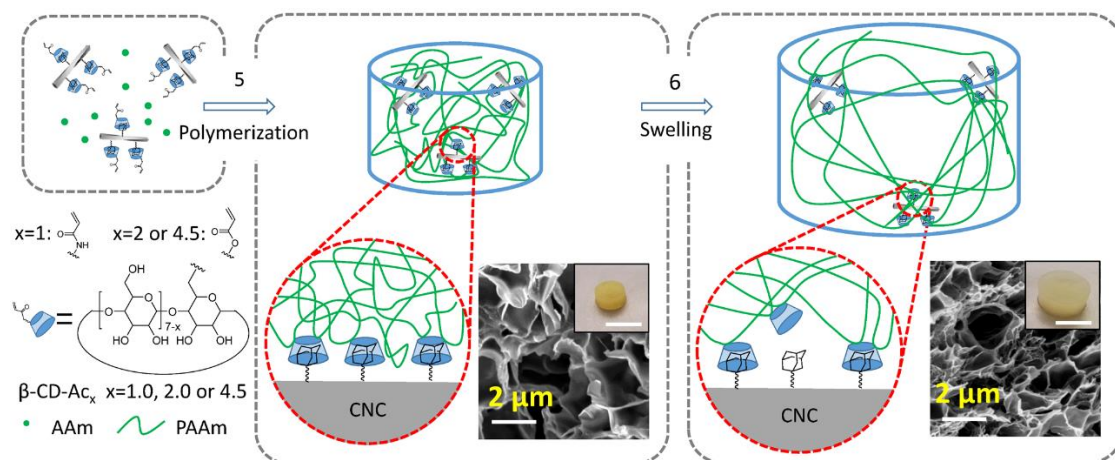 5
Polymerization
6
Swelling
x=1:
O
NH
x=2 or 4.5:
O
O
OH
O
O
O
HO
OH
7-x
HO
OH
=
β-CD-Acₓ x=1.0, 2.0 or 4.5
AAm
PAAm
CNC
2 μm
CNC
2 μm